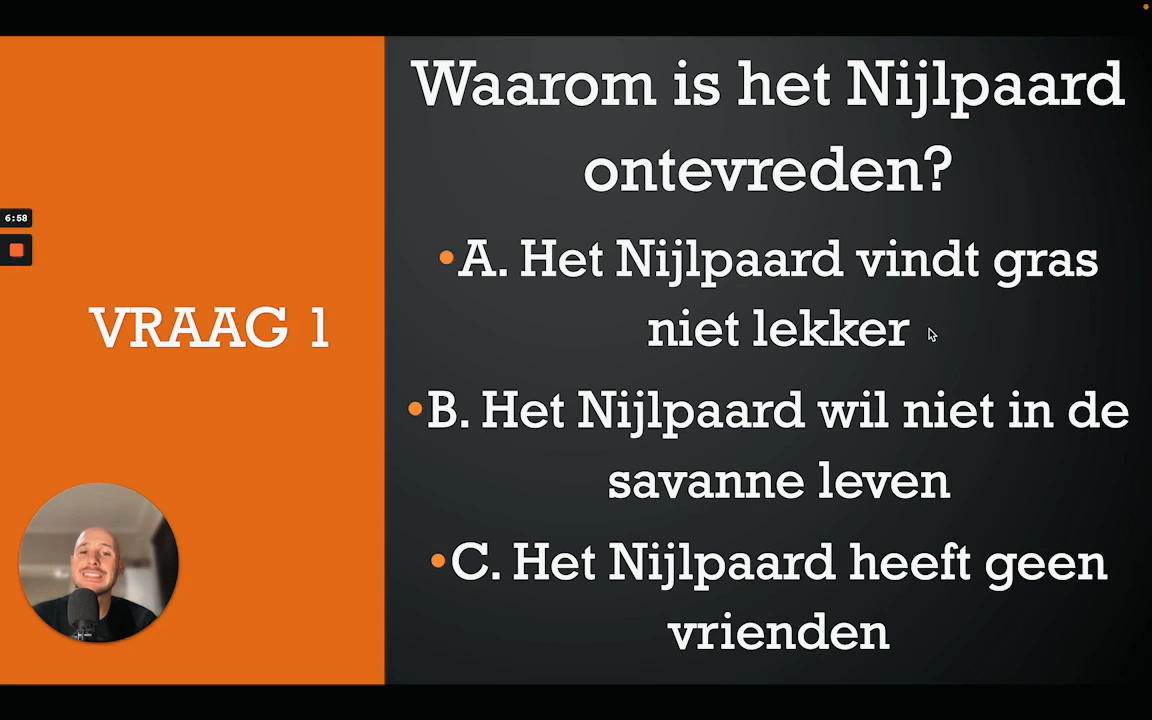 Waarom is het Nijlpaard
ontevreden?
•A. Het Nijlpaard vindt gras
niet lekker
•B. Het Nijlpaard wil niet in de
savanne leven
•C. Het Nijlpaard heeft geen
vrienden
VRAAG 1
6:58